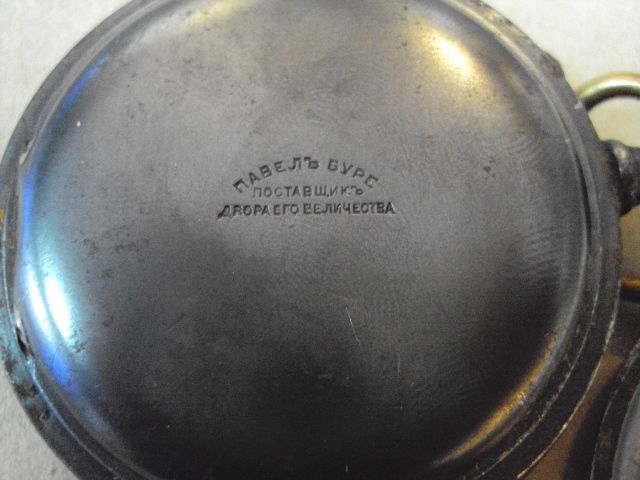 ПАВЕЛЪ БУРЕ
ПОСТАВЩИКЪ
ДВОРА ЕГО ВЕЛИЧЕСТВА